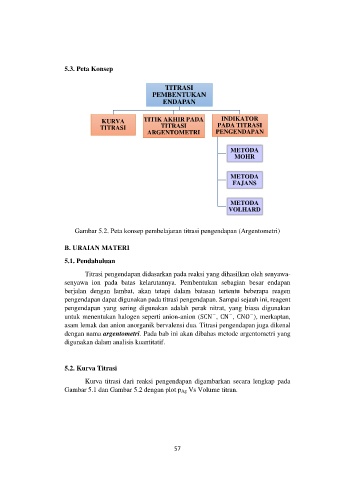 5.3. Peta Konsep
TITRASI
PEMBENTUKAN
ENDAPAN
KURVA
TITRASI
TITIK AKHIR PADA
TITRASI
ARGENTOMETRI
INDIKATOR
PADA TITRASI
PENGENDAPAN
METODA
MOHR
METODA
FAJANS
METODA
VOLHARD
Gambar 5.2. Peta konsep pembelajaran titrasi pengendapan (Argentometri)
B. URAIAN MATERI
5.1. Pendahuluan
Titrasi pengendapan didasarkan pada reaksi yang dihasilkan oleh senyawa-
senyawa ion pada batas kelarutannya. Pembentukan sebagian besar endapan
berjalan dengan lambat, akan tetapi dalam batasan tertentu beberapa reagen
pengendapan dapat digunakan pada titrasi pengendapan. Sampai sejauh ini, reagent
pengendapan yang sering digunakan adalah perak nitrat, yang biasa digunakan
untuk menentukan halogen seperti anion-anion (SCN⁻, CN⁻, CNO⁻), merkaptan,
asam lemak dan anion anorganik bervalensi dua. Titrasi pengendapan juga dikenal
dengan nama argentometri. Pada bab ini akan dibahas metode argentometri yang
digunakan dalam analisis kuantitatif.
5.2. Kurva Titrasi
Kurva titrasi dari reaksi pengendapan digambarkan secara lengkap pada
Gambar 5.1 dan Gambar 5.2 dengan plot pAg Vs Volume titran.
57